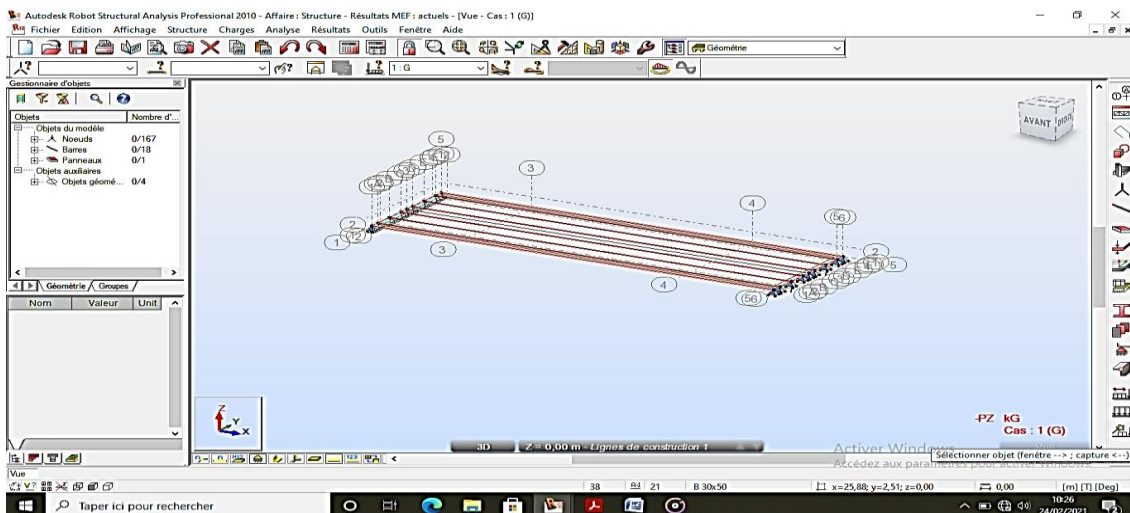 Autodesk Robot Structural Analysis Professional 2010 - Affaire : Structure - Résultats MEF : actuels - [Vue - Cas : 1 (G)]
Fichier Edition Affichage Structure Charges Analyse Résultats Outils Fenêtre Aide
Géométrie
1 : G
Gestionnaire d'objets
Objets Nombre d'...
Objets du modèle
Noeuds 0/167
Barres 0/18
Panneaux 0/1
Objets auxiliaires
Objets géomé... 0/4
Géométrie Groupes
Nom Valeur Unit
AVANT
5
3
4
2
1
3
4
2
5
Z
Y
X
-PZ kG
Cas : 1 (G)
3D Z = 0,00 m - Lignes de construction 1
Activer Windows
Accédez aux paramètres pour activer Windows.
Sélectionner objet (fenêtre --> ; capture <--)
Vue
38 21 B 30x50 x=25,88; y=2,51; z=0,00 0,00 [m] [T] [Deg]
Taper ici pour rechercher
10:26
24/02/2021